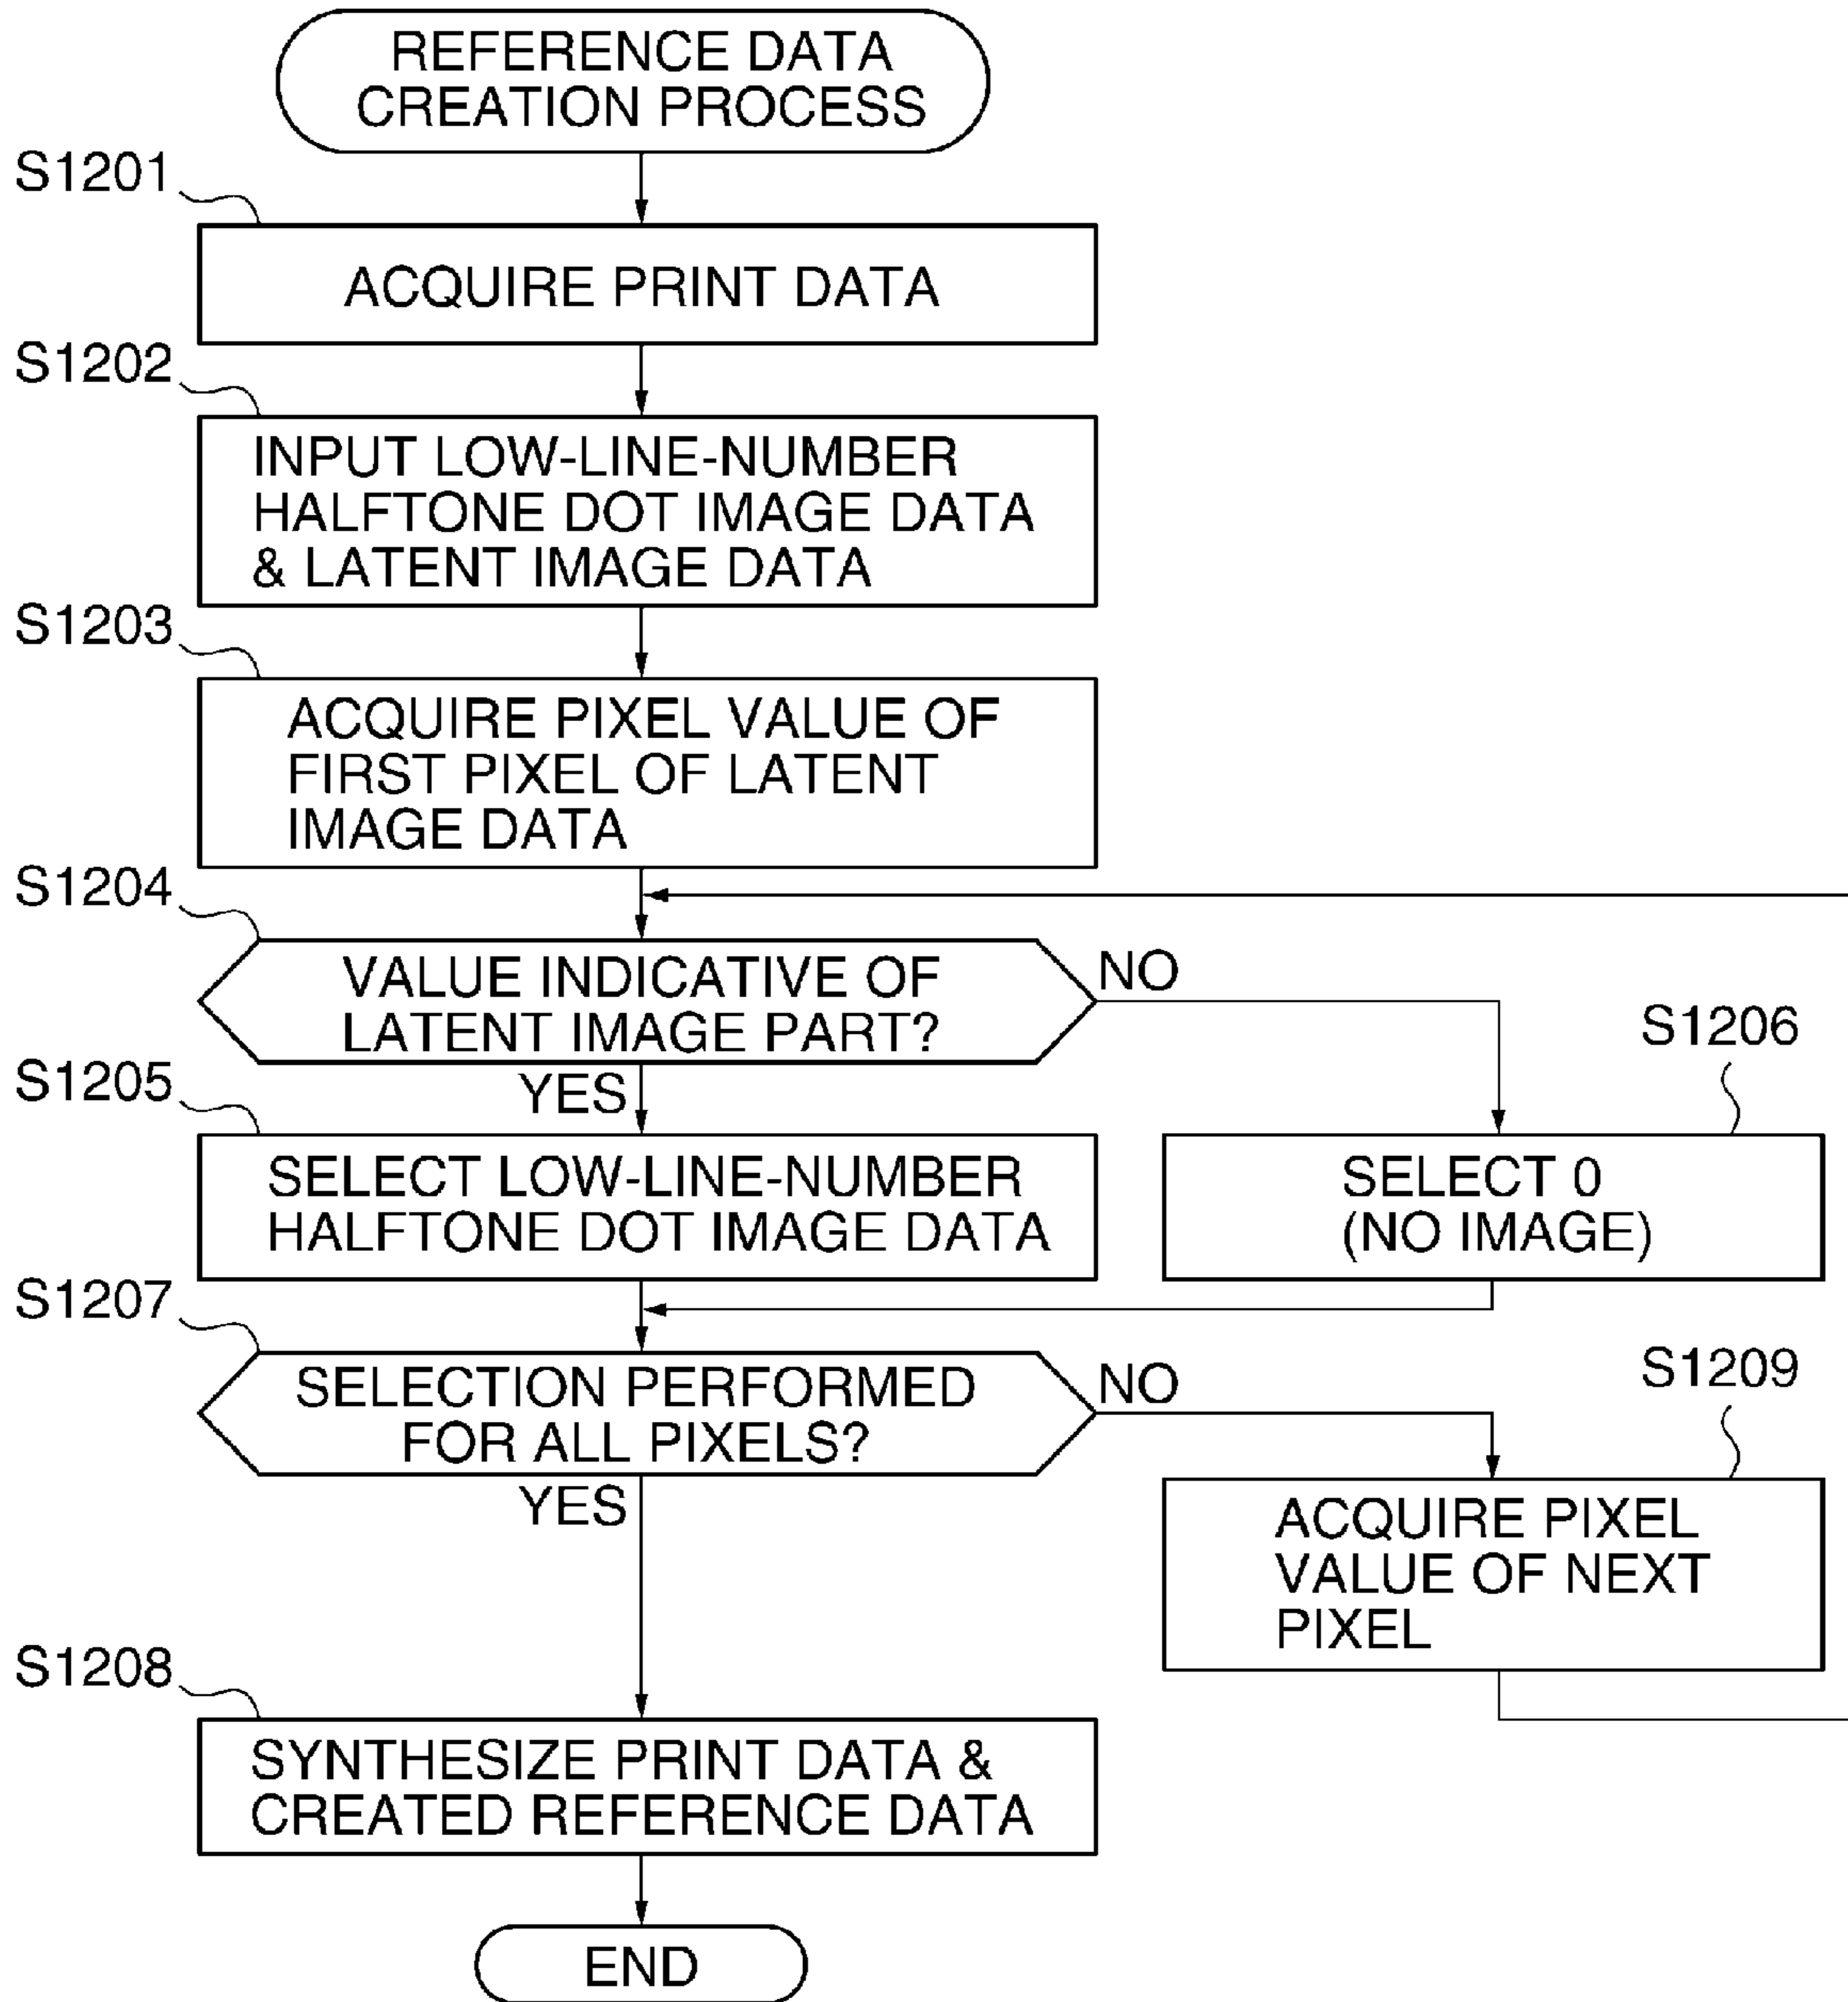 REFERENCE DATA
CREATION PROCESS
S1201
ACQUIRE PRINT DATA
S1202
INPUT LOW-LINE-NUMBER
HALFTONE DOT IMAGE DATA
& LATENT IMAGE DATA
S1203
ACQUIRE PIXEL VALUE OF
FIRST PIXEL OF LATENT
IMAGE DATA
S1204
VALUE INDICATIVE OF
LATENT IMAGE PART?
NO
YES
S1205
SELECT LOW-LINE-NUMBER
HALFTONE DOT IMAGE DATA
S1206
SELECT 0
(NO IMAGE)
S1207
SELECTION PERFORMED
FOR ALL PIXELS?
NO
YES
S1209
ACQUIRE PIXEL
VALUE OF NEXT
PIXEL
S1208
SYNTHESIZE PRINT DATA &
CREATED REFERENCE DATA
END